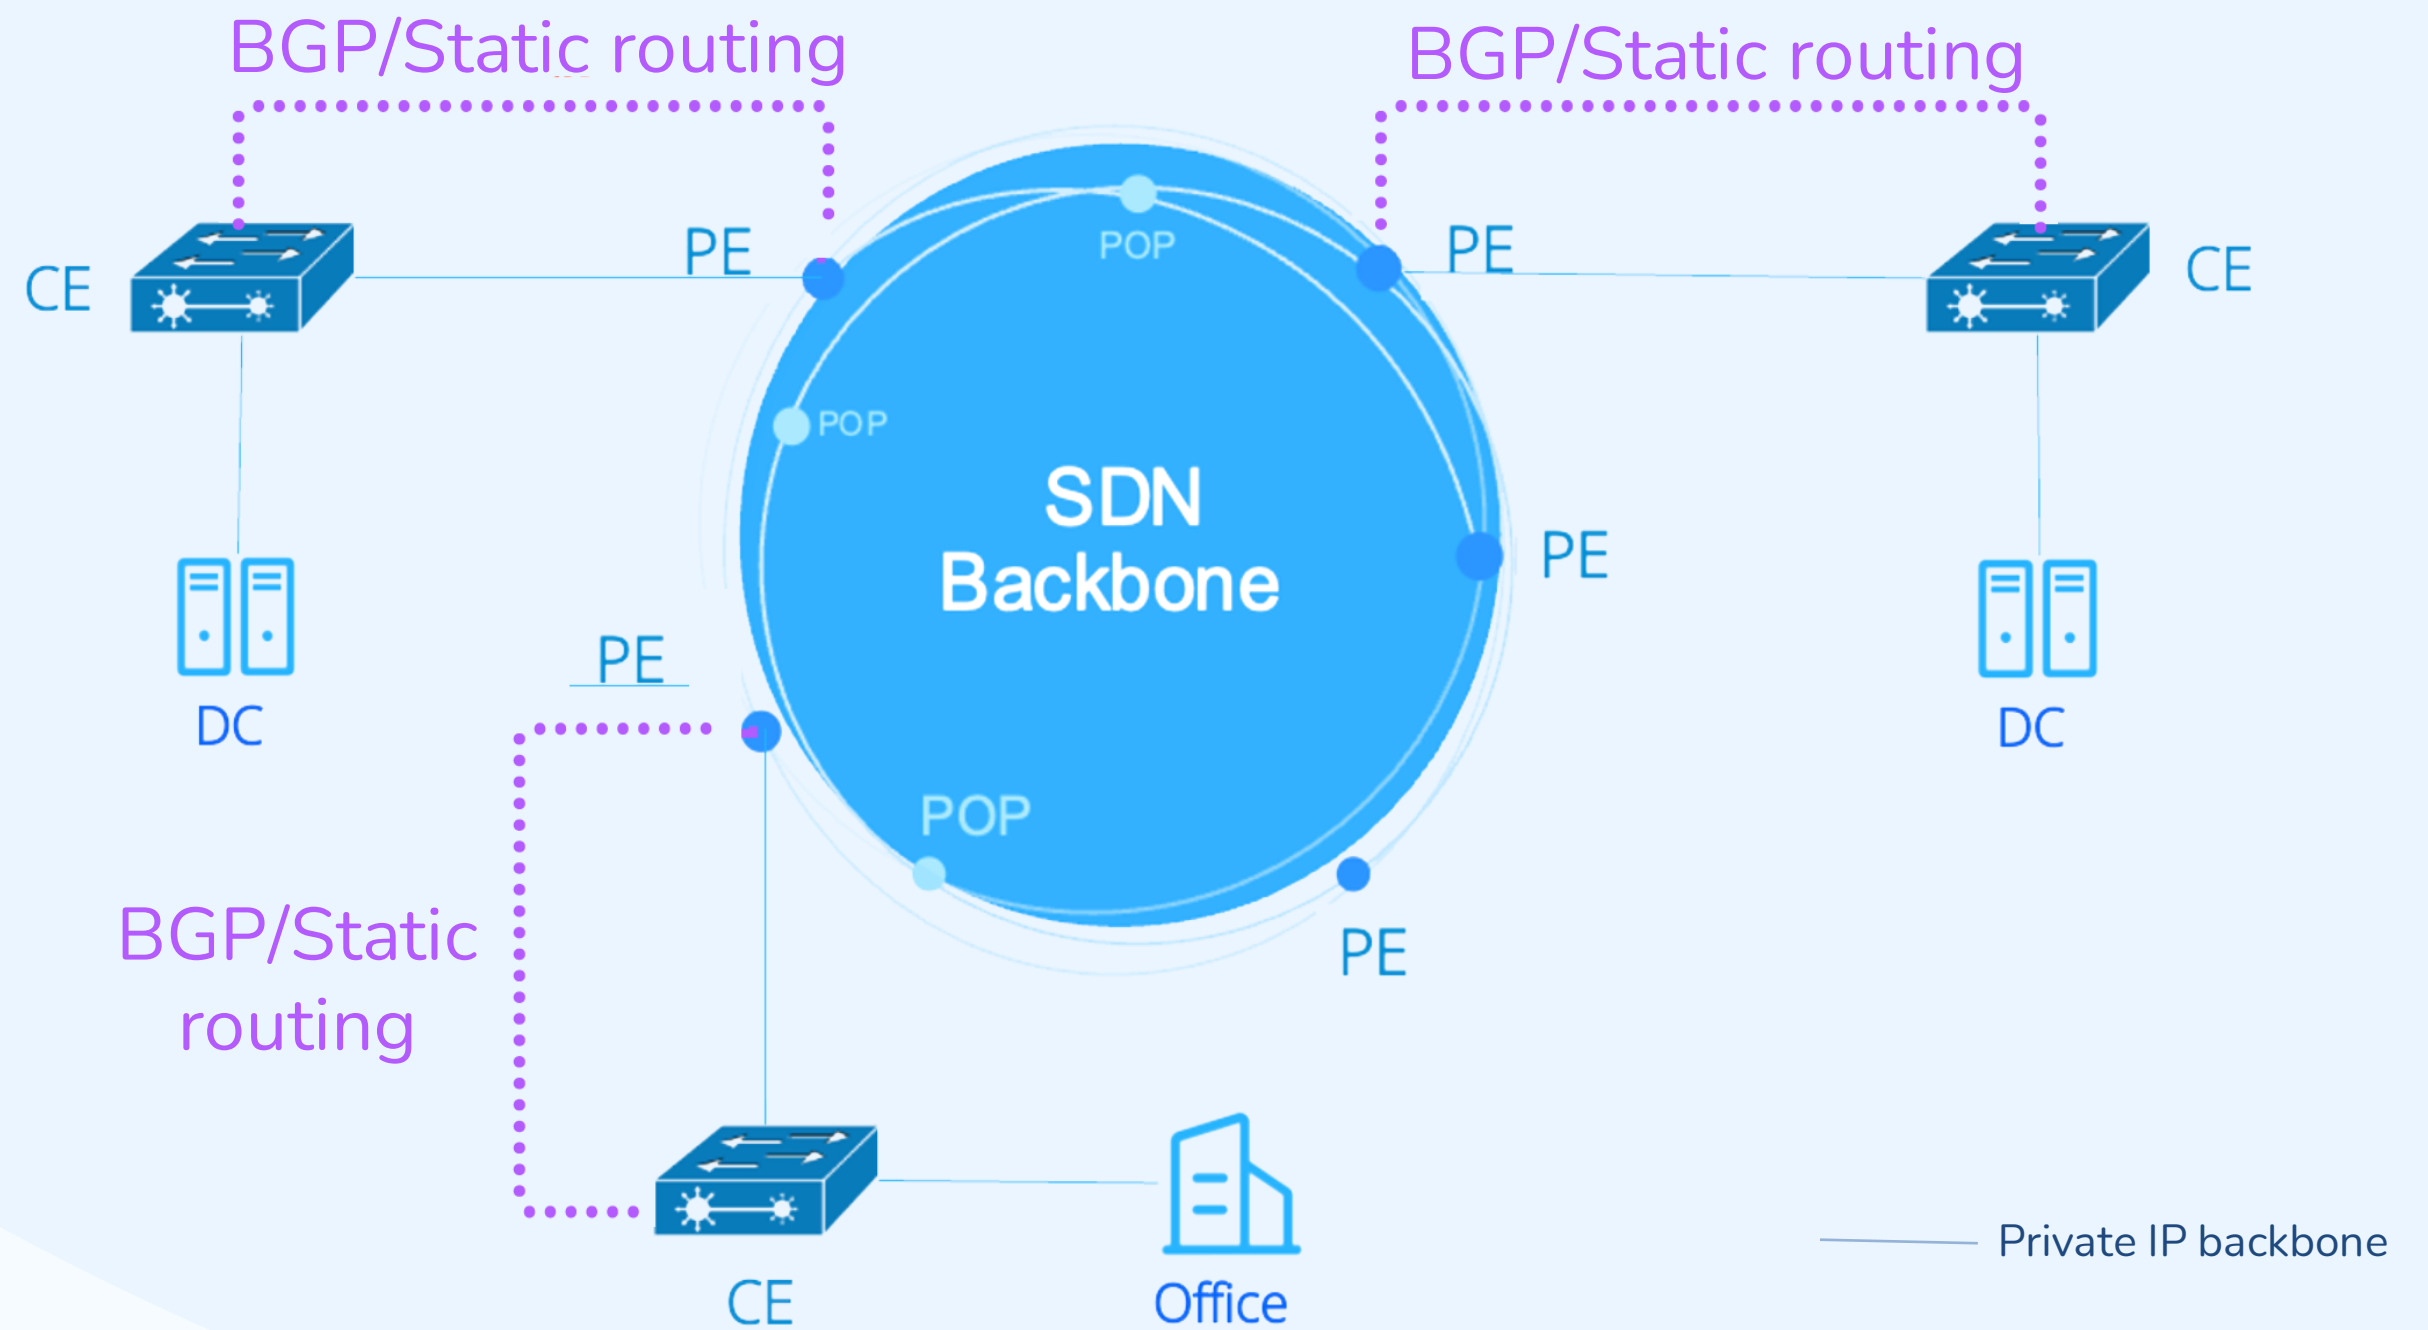 BGP/Static routing
BGP/Static routing
PE
POP
PE
CE
CE
POP
SDN
Backbone
PE
PE
DC
DC
POP
BGP/Static
routing
PE
Private IP backbone
CE
Office